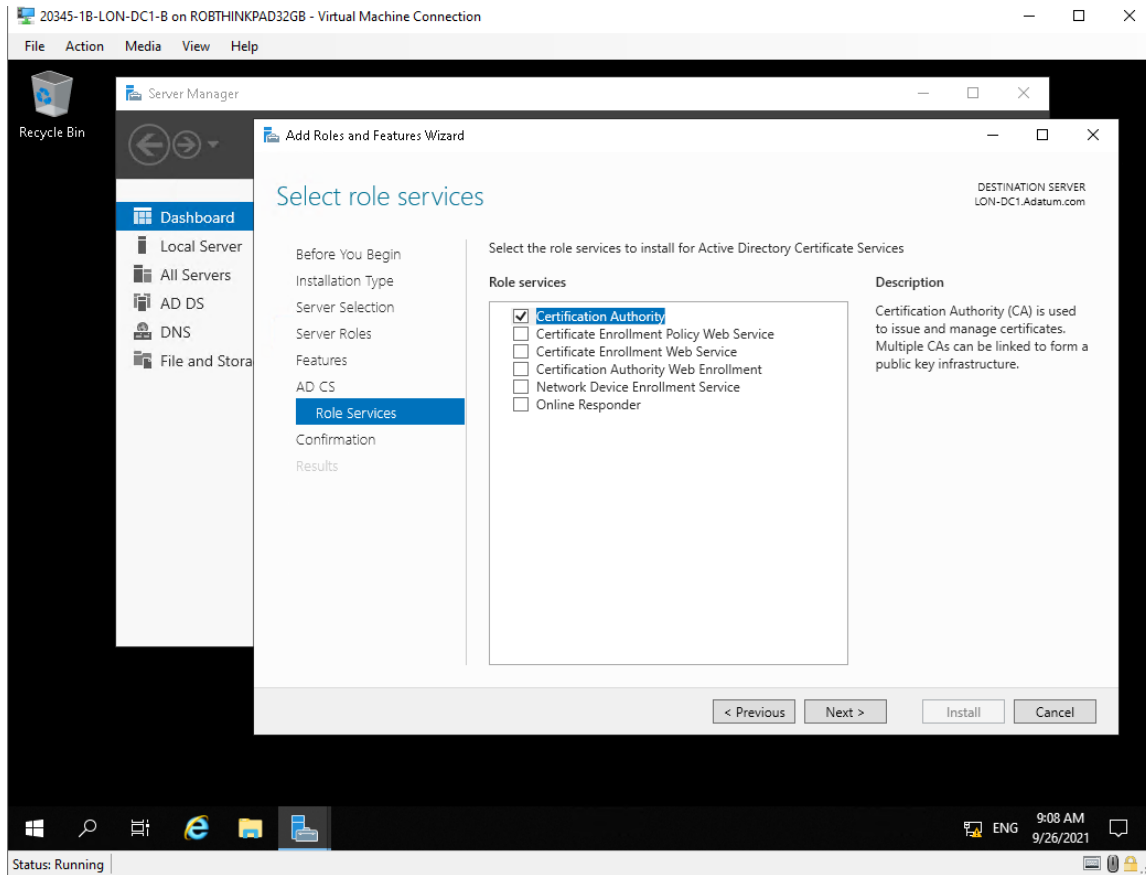 20345-1B-LON-DC1-B on ROBTHINKPAD32GB - Virtual Machine Connection
File Action Media View Help
Recycle Bin
Server Manager
Dashboard
Local Server
All Servers
AD DS
DNS
File and Stora
Add Roles and Features Wizard
Select role services
DESTINATION SERVER
LON-DC1.Adatum.com
Before You Begin
Installation Type
Server Selection
Server Roles
Features
AD CS
Role Services
Confirmation
Results
Select the role services to install for Active Directory Certificate Services
Role services
Certification Authority
Certificate Enrollment Policy Web Service
Certificate Enrollment Web Service
Certification Authority Web Enrollment
Network Device Enrollment Service
Online Responder
Description
Certification Authority (CA) is used
to issue and manage certificates.
Multiple CAs can be linked to form a
public key infrastructure.
< Previous
Next >
Install
Cancel
ENG
9:08 AM
9/26/2021
Status: Running